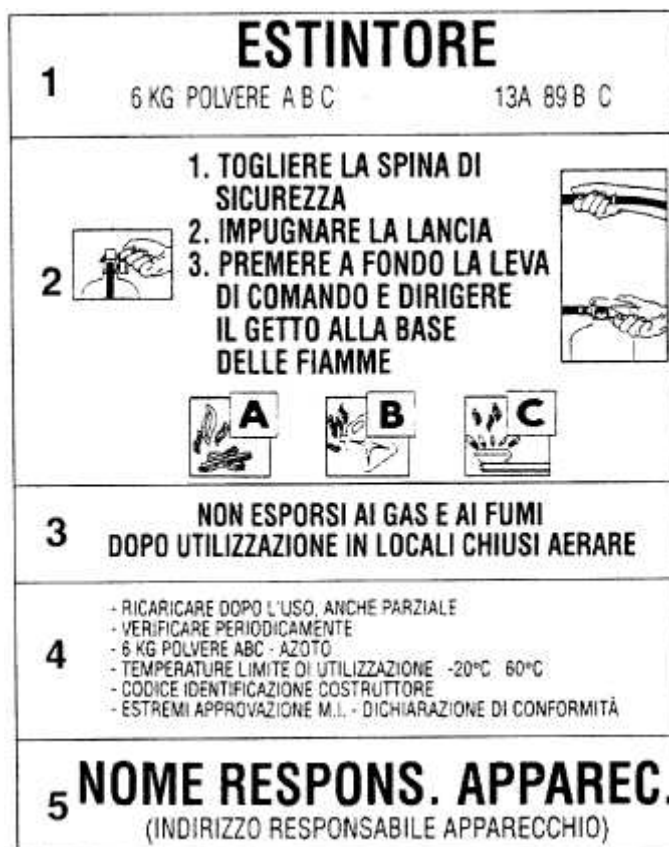 1
ESTINTORE
6 KG POLVERE A B C 13A 89 B C
2
1. TOGLIERE LA SPINA DI
SICUREZZA
2. IMPUGNARE LA LANCIA
3. PREMERE A FONDO LA LEVA
DI COMANDO E DIRIGERE
IL GETTO ALLA BASE
DELLE FIAMME
A B C
3
NON ESPORSI AI GAS E AI FUMI
DOPO UTILIZZAZIONE IN LOCALI CHIUSI AERARE
4
- RICARICARE DOPO L'USO, ANCHE PARZIALE
- VERIFICARE PERIODICAMENTE
- 6 KG POLVERE ABC - AZOTO
- TEMPERATURE LIMITE DI UTILIZZAZIONE -20°C 60°C
- CODICE IDENTIFICAZIONE COSTRUTTORE
- ESTREMI APPROVAZIONE M.I. - DICHIARAZIONE DI CONFORMITÀ
5
NOME RESPONS. APPAREC.
(INDIRIZZO RESPONSABILE APPARECCHIO)